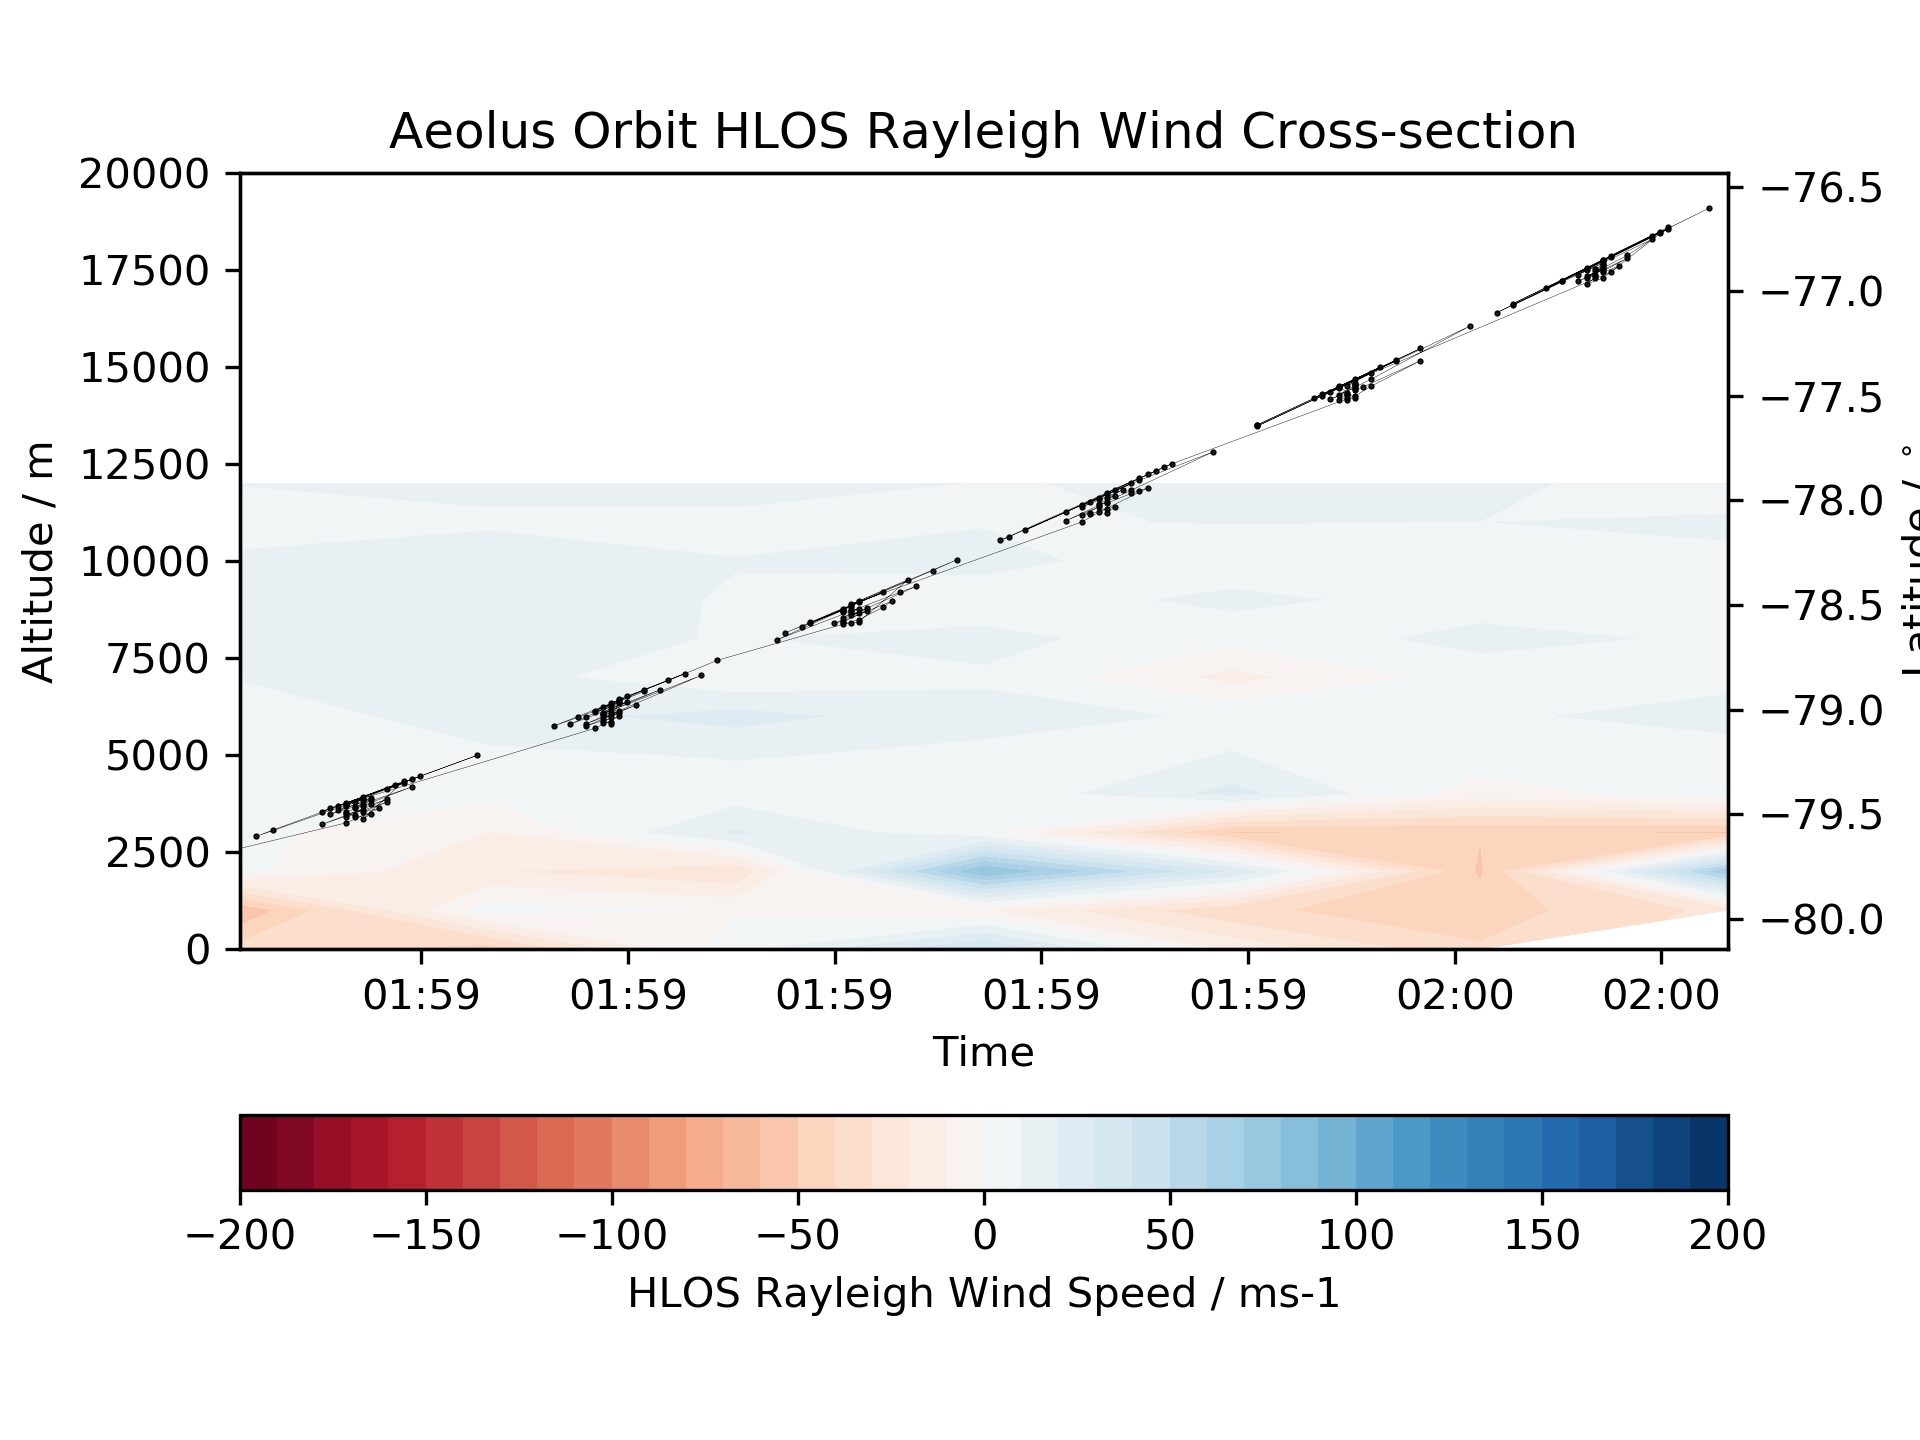 Aeolus Orbit HLOS Rayleigh Wind Cross-section
20000
17500
15000
12500
10000
7500
5000
2500
0
Altitude / m
−76.5
−77.0
−77.5
−78.0
−78.5
−79.0
−79.5
−80.0
Latitude / °
01:59 01:59 01:59 01:59 01:59 02:00 02:00
Time
−200 −150 −100 −50 0 50 100 150 200
HLOS Rayleigh Wind Speed / ms-1